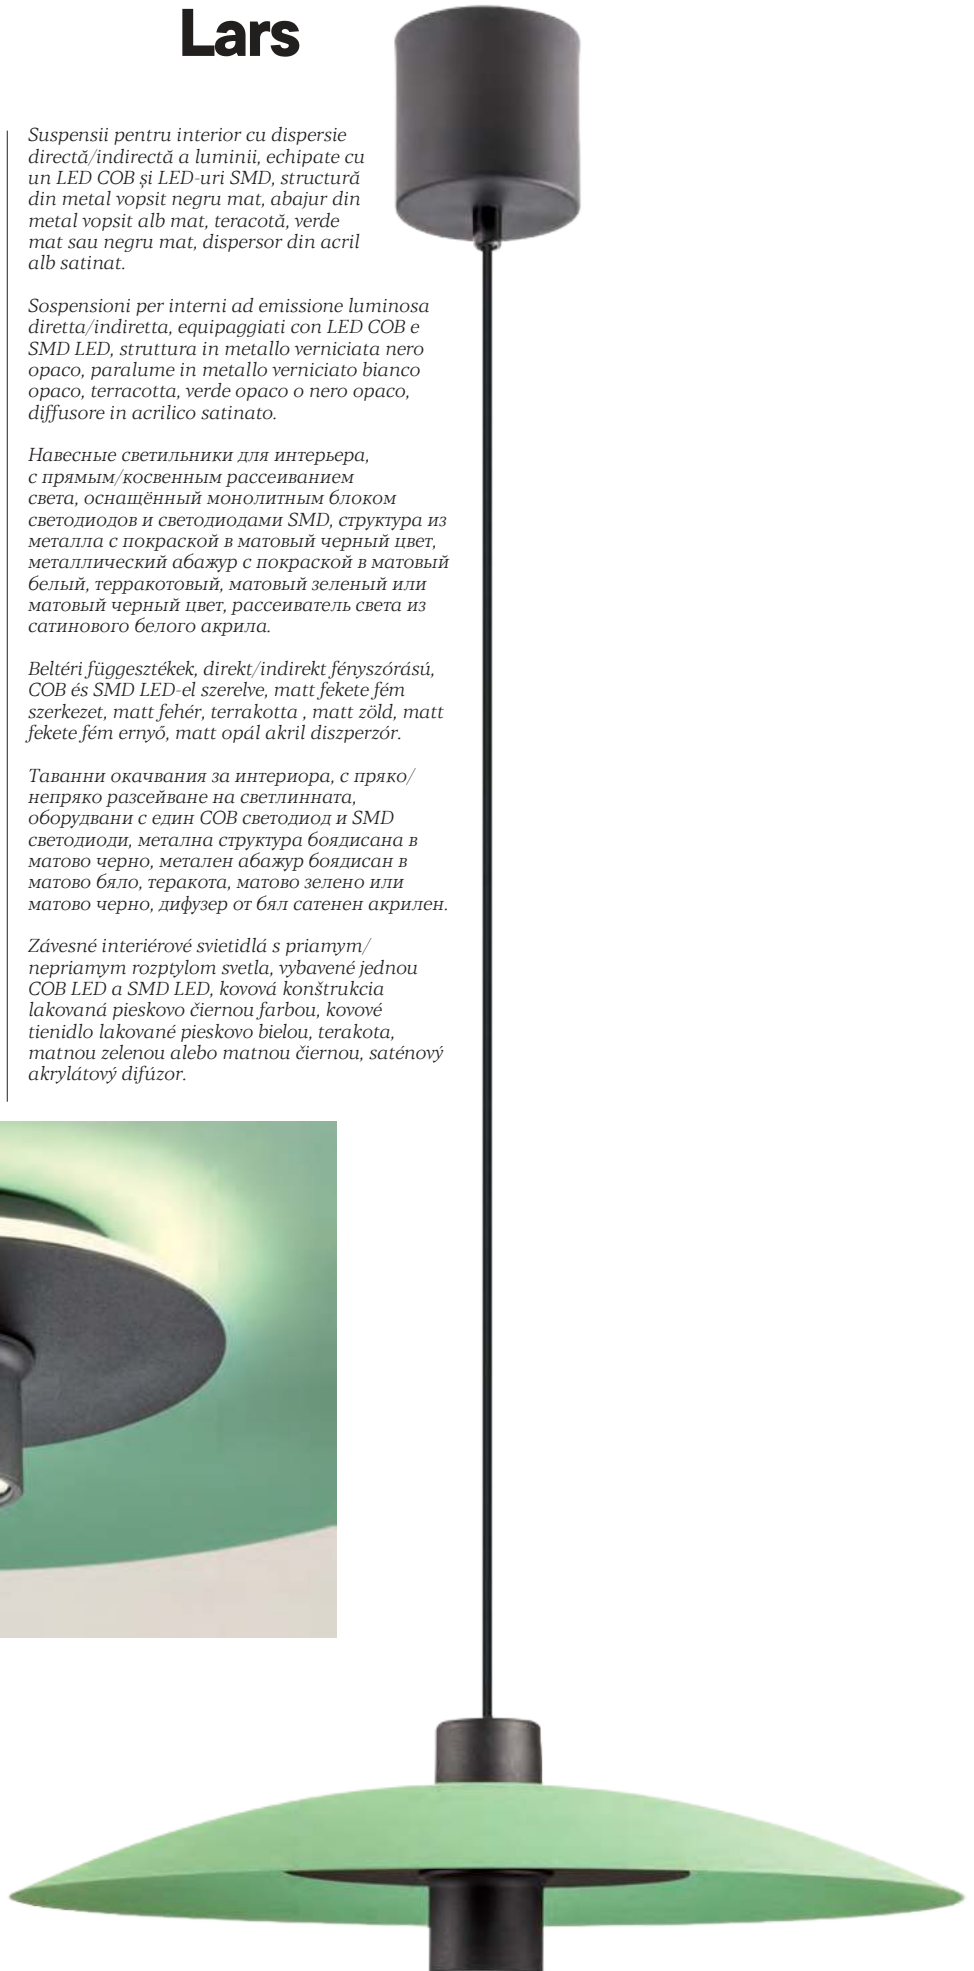 Lars
Suspensii pentru interior cu dispersie
directă/indirectă a luminii, echipate cu
un LED COB și LED-uri SMD, structură
din metal vopsit negru mat, abajur din
metal vopsit alb mat, teracotă, verde
mat sau negru mat, dispersor din acril
alb satinat.
Sospensioni per interni ad emissione luminosa
diretta/indiretta, equipaggiati con LED COB e
SMD LED, struttura in metallo verniciata nero
opaco, paralume in metallo verniciato bianco
opaco, terracotta, verde opaco o nero opaco,
diffusore in acrilico satinato.
Навесные светильники для интерьера,
с прямым/косвенным рассеиванием
света, оснащённый монолитным блоком
светодиодов и светодиодами SMD, структура из
металла с покраской в матовый черный цвет,
металлический абажур с покраской в матовый
белый, терракотовый, матовый зеленый или
матовый черный цвет, рассеиватель света из
сатинового белого акрила.
Beltéri függesztékek, direkt/indirekt fényszórású,
COB és SMD LED-el szerelve, matt fekete fém
szerkezet, matt fehér, terrakotta , matt zöld, matt
fekete fém ernyő, matt opál akril diszperzór.
Таванни окачвания за интериора, с пряко/
непряко разсейване на светлинната,
оборудвани с един COB светодиод и SMD
светодиоди, метална структура боядисана в
матово черно, метален абажур боядисан в
матово бяло, теракота, матово зелено или
матово черно, дифузер от бял сатенен акрилен.
Závesné interiérové svietidlá s priamym/
nepriamym rozptylom svetla, vybavené jednou
COB LED a SMD LED, kovová konštrukcia
lakovaná pieskovo čiernou farbou, kovové
tienidlo lakované pieskovo bielou, terakota,
matnou zelenou alebo matnou čiernou, saténový
akrylátový difúzor.